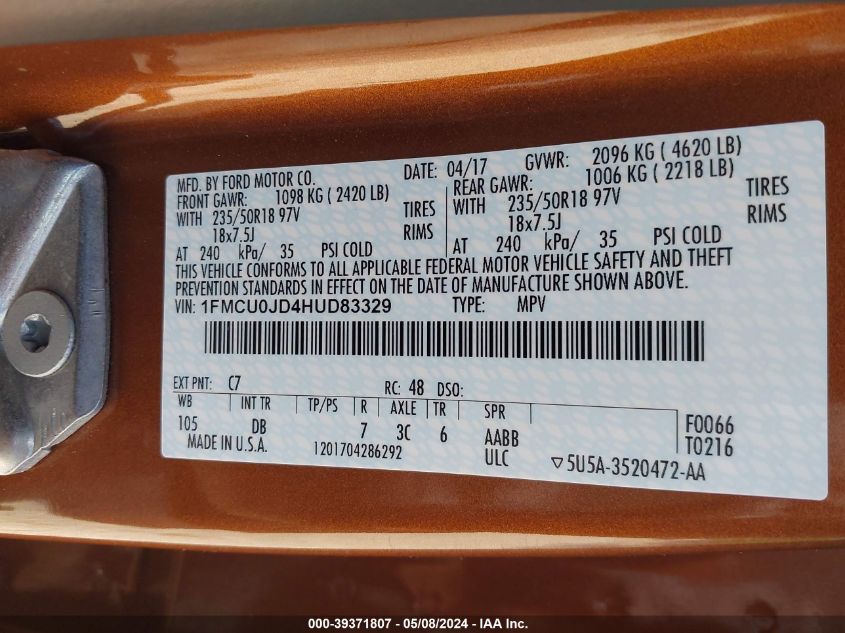 MFD. BY FORD MOTOR CO. DATE: 04/17 GVWR: 2096 KG ( 4620 LB)
FRONT GAWR: 1098 KG ( 2420 LB) REAR GAWR: 1006 KG ( 2218 LB)
WITH 235/50R18 97V TIRES WITH 235/50R18 97V TIRES
18x7.5J RIMS 18x7.5J RIMS
AT 240 kPa/ 35 PSI COLD AT 240 kPa/ 35 PSI COLD
THIS VEHICLE CONFORMS TO ALL APPLICABLE FEDERAL MOTOR VEHICLE SAFETY AND THEFT
PREVENTION STANDARDS IN EFFECT ON THE DATE OF MANUFACTURE SHOWN ABOVE.
VIN: 1FMCU0JD4HUD83329 TYPE: MPV
EXT PNT: C7 RC: 48 DSO:
WB INT TR TP/PS R AXLE TR SPR
105 DB 7 3C 6 AABB F0066
MADE IN U.S.A. 1201704286292 ULC T0216
▽5U5A-3520472-AA
000-39371807 - 05/08/2024 - IAA Inc.